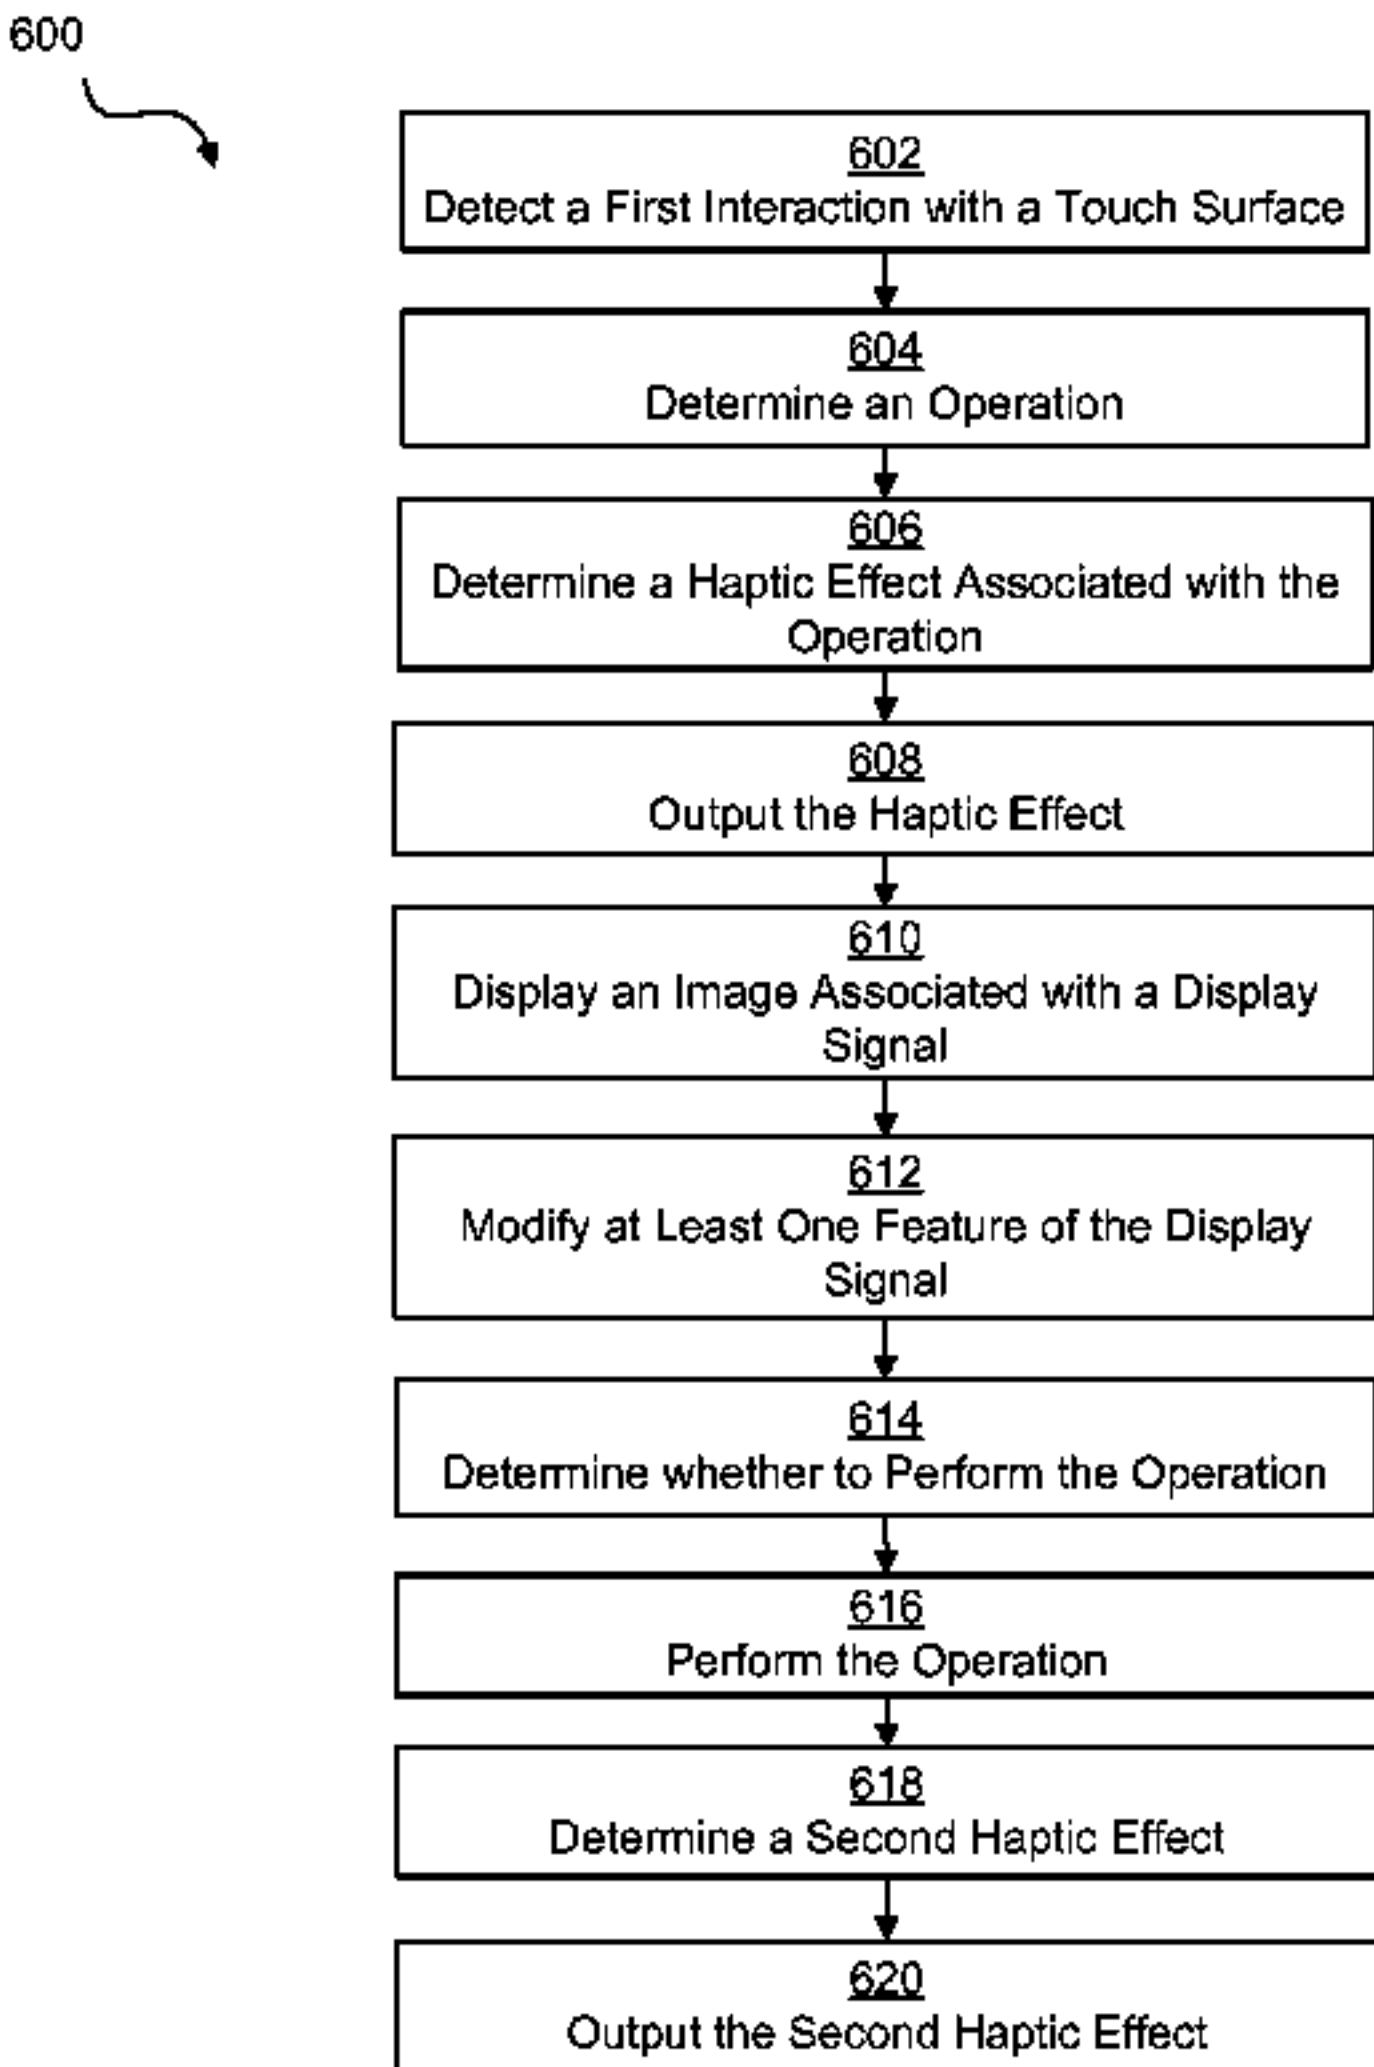 600
602
Detect a First Interaction with a Touch Surface
604
Determine an Operation
606
Determine a Haptic Effect Associated with the
Operation
608
Output the Haptic Effect
610
Display an Image Associated with a Display
Signal
612
Modify at Least One Feature of the Display
Signal
614
Determine whether to Perform the Operation
616
Perform the Operation
618
Determine a Second Haptic Effect
620
Output the Second Haptic Effect